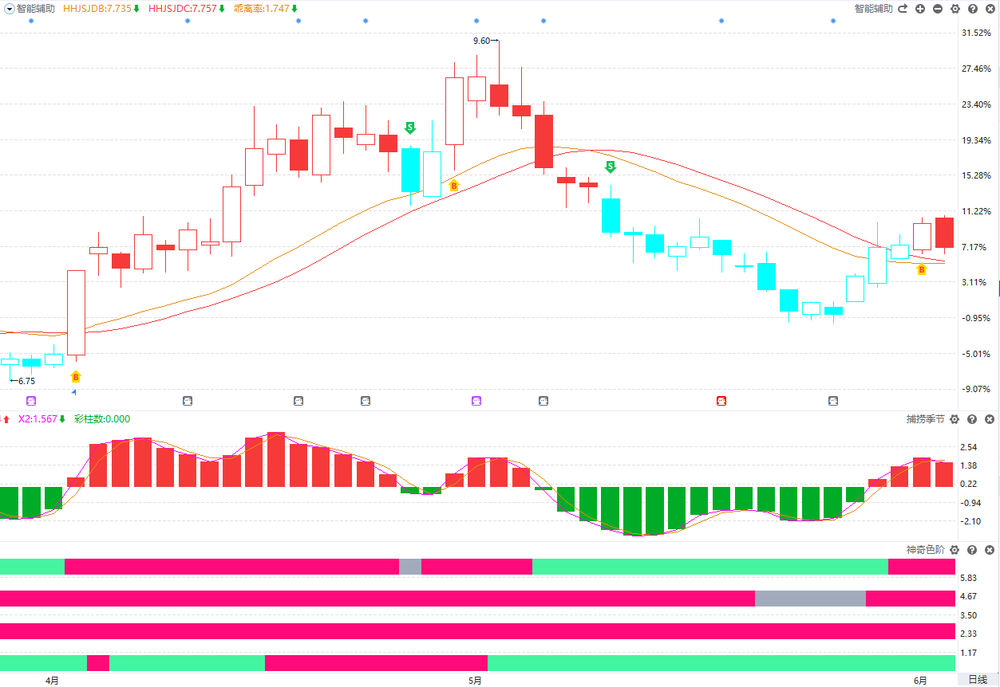 智能辅助 HHJSJDB:7.735 HHJSJDC:7.757 乖离率:1.747 智能辅助
31.52%
9.60
27.46%
23.40%
S
19.34%
S
15.28%
B
11.22%
7.17%
B
3.11%
-0.95%
-5.01%
B
6.75
-9.07%
X2:1.567 彩柱数:0.000 捕捞季节
2.54
1.38
0.22
-0.94
-2.10
神奇色阶
5.83
4.67
3.50
2.33
1.17
4月 5月 6月 日线